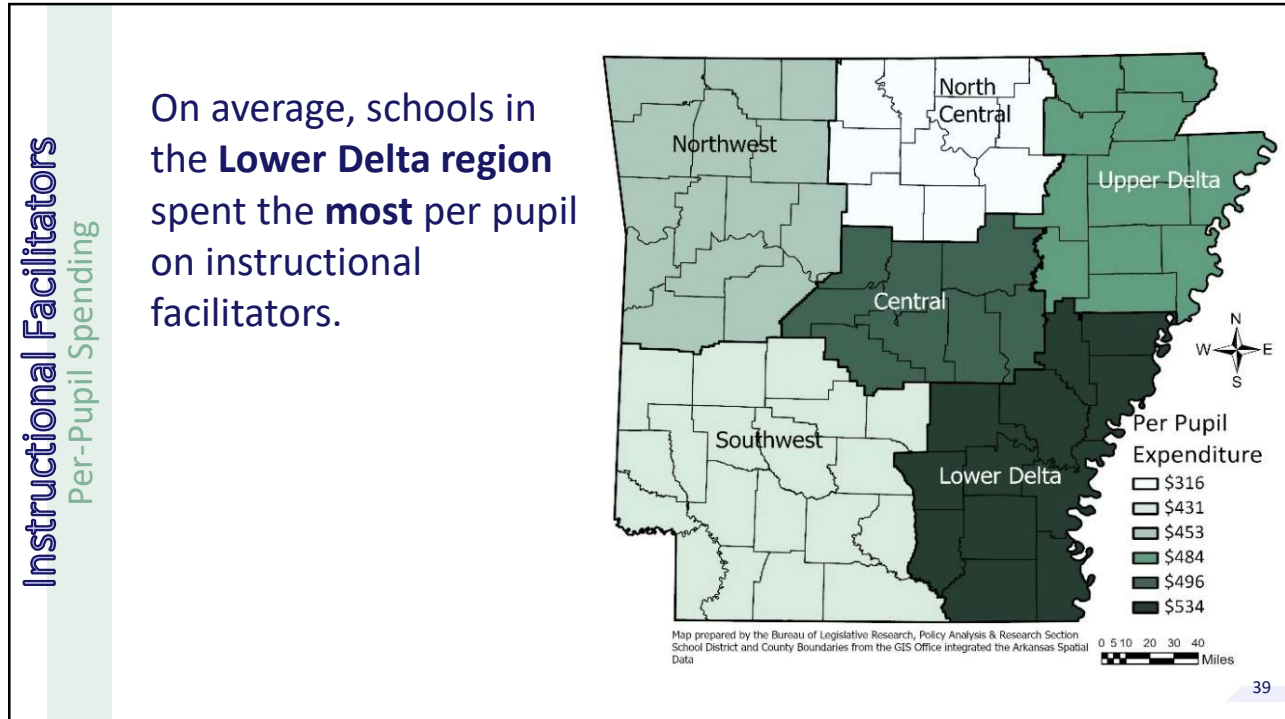 Instructional Facilitators
Per-Pupil Spending
On average, schools in
the Lower Delta region
spent the most per pupil
on instructional
facilitators.
North
Central
Northwest
Upper Delta
Central
Southwest
Lower Delta
N
W E
S
Per Pupil
Expenditure
$316
$431
$453
$484
$496
$534
Map prepared by the Bureau of Legislative Research, Policy Analysis & Research Section
School District and County Boundaries from the GIS Office integrated the Arkansas Spatial
Data
0 5 10 20 30 40
Miles
39